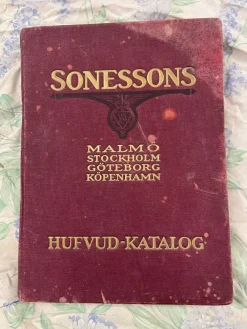 SONESSONS
MALMÖ
STOCKHOLM
GÖTEBORG
KÖPENHAMN
HUFVUD-KATALOG